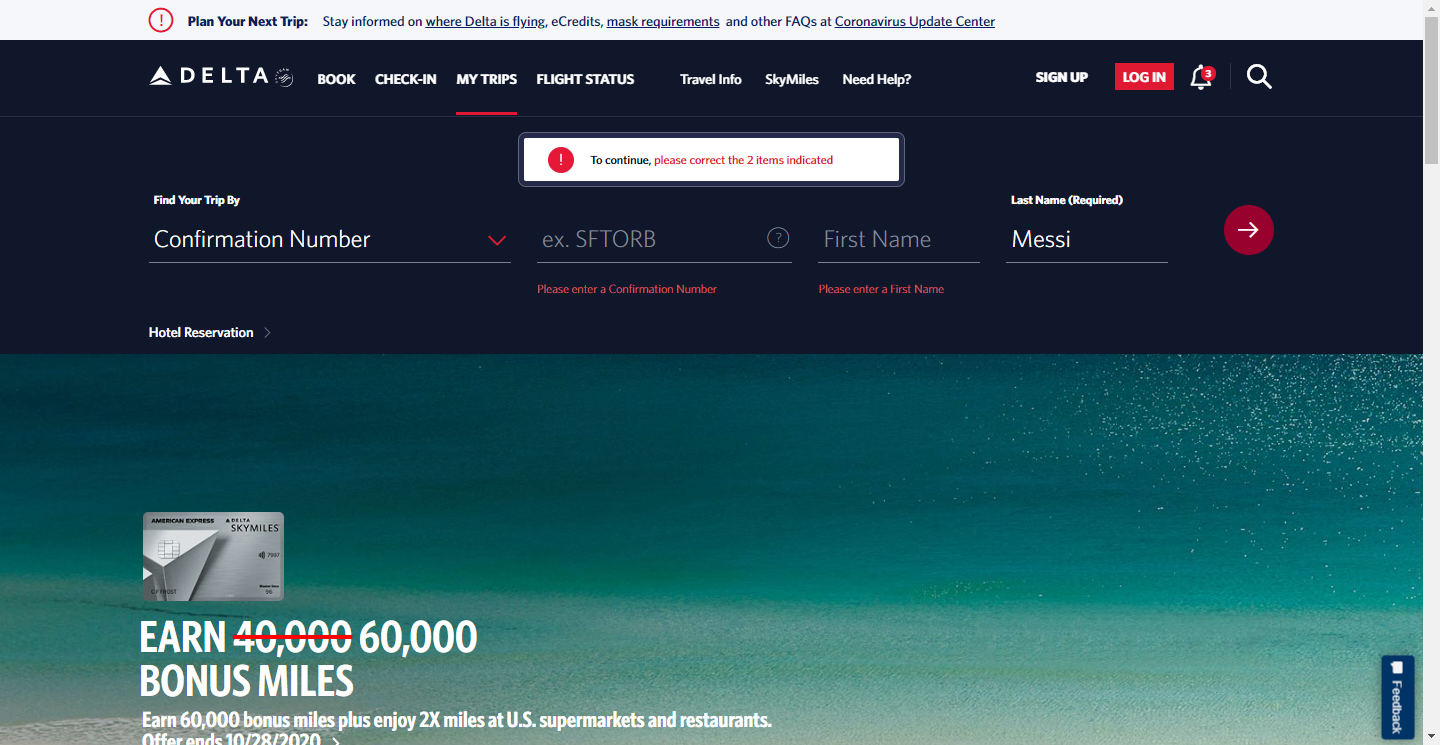 ! Plan Your Next Trip: Stay informed on where Delta is flying, eCredits, mask requirements and other FAQs at Coronavirus Update Center
DELTA BOOK CHECK-IN MY TRIPS FLIGHT STATUS Travel Info SkyMiles Need Help? SIGN UP LOG IN 3
! To continue, please correct the 2 items indicated
Find Your Trip By Last Name (Required)
Confirmation Number ex. SFTORB ? First Name Messi
Please enter a Confirmation Number Please enter a First Name
Hotel Reservation
AMERICAN EXPRESS DELTA
SKYMILES
7997
C F FROST 96
EARN 40,000 60,000
BONUS MILES
Earn 60,000 bonus miles plus enjoy 2X miles at U.S. supermarkets and restaurants.
Offer ends 10/28/2020
Feedback